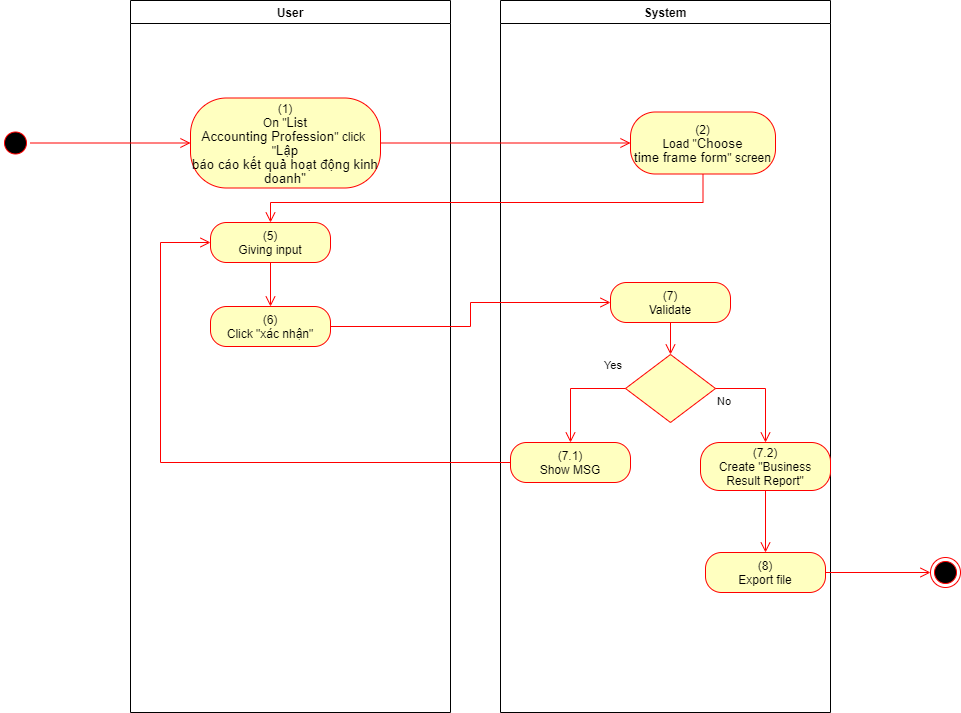 User
System
(1)
On "List
Accounting Profession" click
"Lập
báo cáo kết quả hoạt động kinh
doanh"
(2)
Load "Choose
time frame form" screen
(5)
Giving input
(6)
Click "xác nhận"
(7)
Validate
Yes
No
(7.1)
Show MSG
(7.2)
Create "Business
Result Report"
(8)
Export file